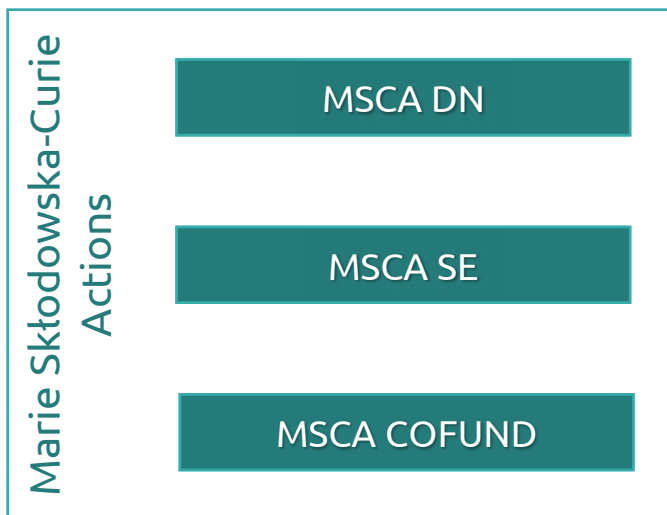 Marie Skłodowska-Curie
Actions
MSCA DN
MSCA SE
MSCA COFUND